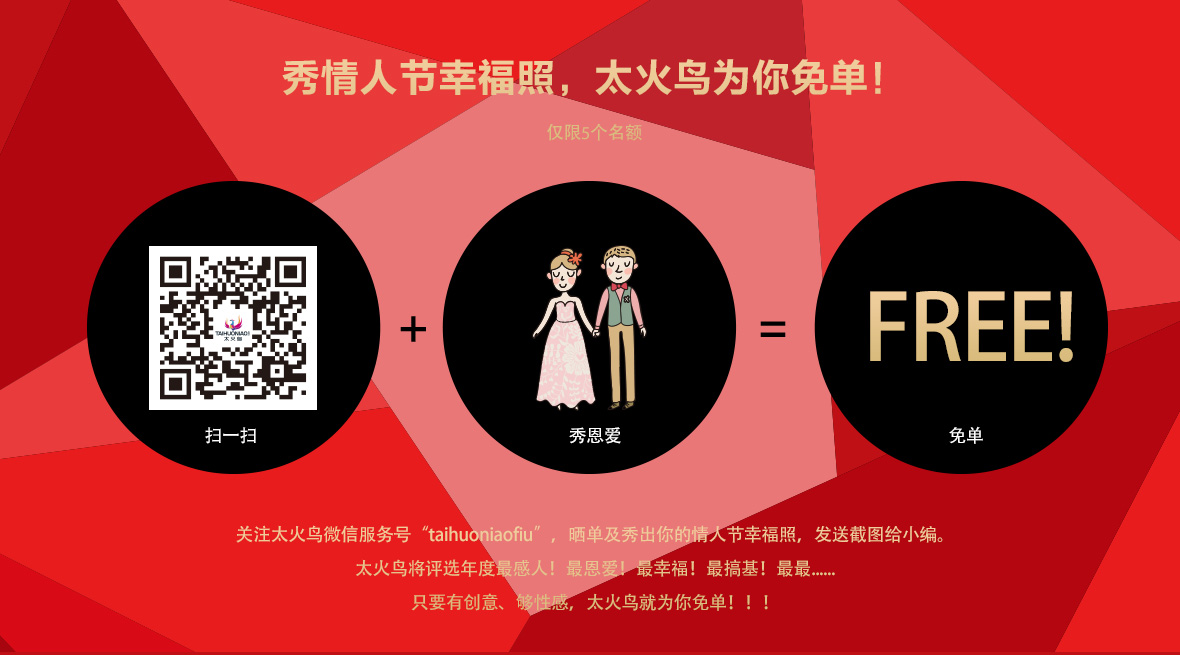 秀情人节幸福照，太火鸟为你免单！
仅限5个名额
TAIHUONIAO!
太火鸟
+
=
FREE!
扫一扫
秀恩爱
免单
关注太火鸟微信服务号“taihuoniaofiu”，晒单及秀出你的情人节幸福照，发送截图给小编。
太火鸟将评选年度最感人！最恩爱！最幸福！最搞基！最最......
只要有创意、够性感，太火鸟就为你免单！！！